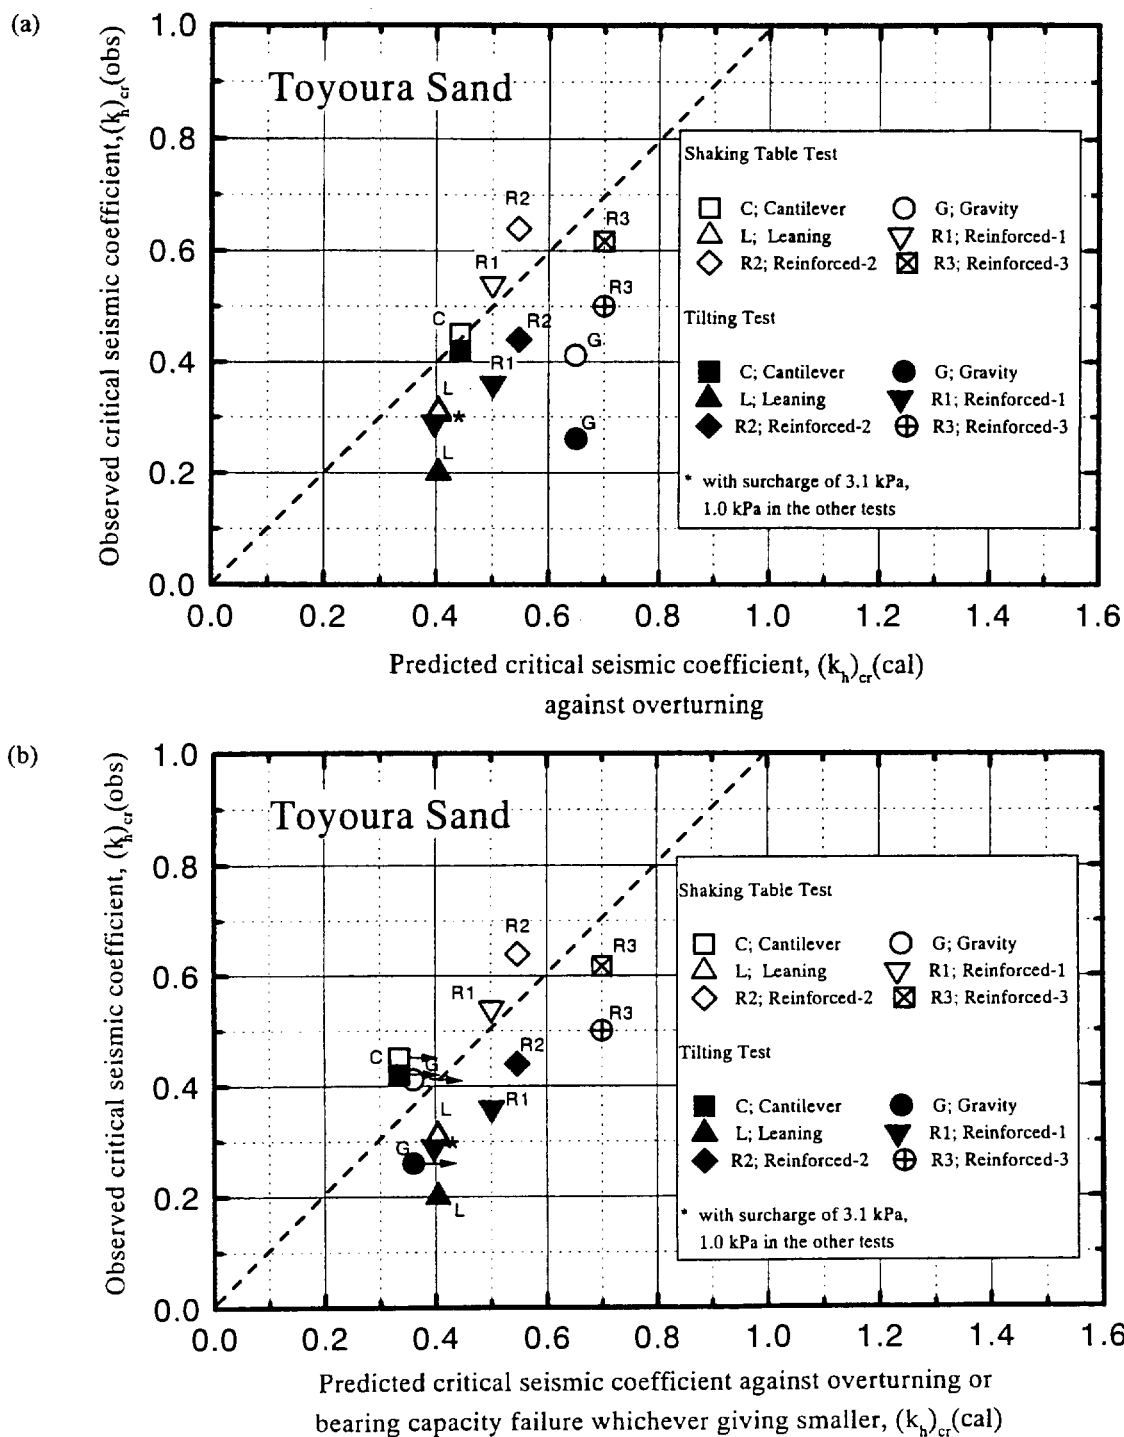 (a)
Observed critical seismic coefficient,(k_h)_cr(obs)
1.0
0.8
0.6
0.4
0.2
0.0
Toyoura Sand
R2
R3
R1
R3
C
R2
G
R1
L
*
G
L
Shaking Table Test
C; Cantilever
G; Gravity
L; Leaning
R1; Reinforced-1
R2; Reinforced-2
R3; Reinforced-3
Tilting Test
C; Cantilever
G; Gravity
L; Leaning
R1; Reinforced-1
R2; Reinforced-2
R3; Reinforced-3
* with surcharge of 3.1 kPa,
1.0 kPa in the other tests
0.0 0.2 0.4 0.6 0.8 1.0 1.2 1.4 1.6
Predicted critical seismic coefficient, (k_h)_cr(cal)
against overturning
(b)
Observed critical seismic coefficient, (k_h)_cr(obs)
1.0
0.8
0.6
0.4
0.2
0.0
Toyoura Sand
R2
R3
R1
R3
C
G
R2
R1
L
*
G
L
Shaking Table Test
C; Cantilever
G; Gravity
L; Leaning
R1; Reinforced-1
R2; Reinforced-2
R3; Reinforced-3
Tilting Test
C; Cantilever
G; Gravity
L; Leaning
R1; Reinforced-1
R2; Reinforced-2
R3; Reinforced-3
* with surcharge of 3.1 kPa,
1.0 kPa in the other tests
0.0 0.2 0.4 0.6 0.8 1.0 1.2 1.4 1.6
Predicted critical seismic coefficient against overturning or
bearing capacity failure whichever giving smaller, (k_h)_cr(cal)